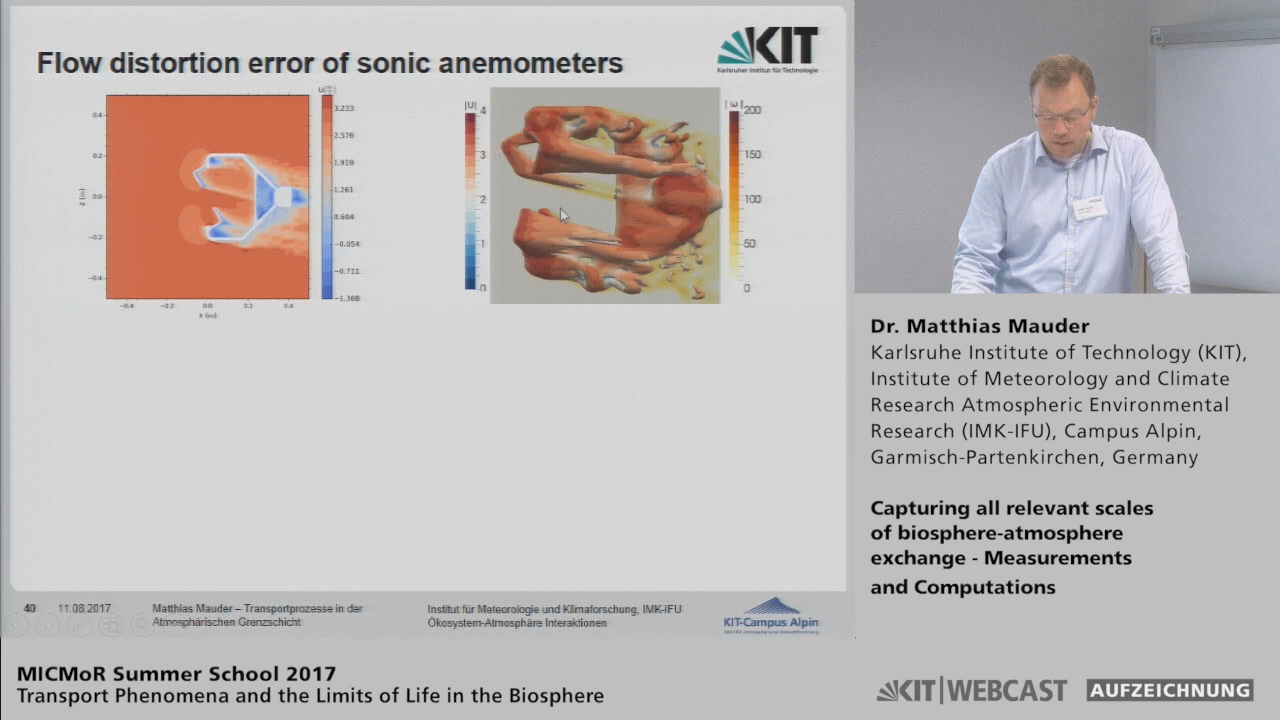 Flow distortion error of sonic anemometers
KIT
Karlsruher Institut für Technologie
3.233
2.576
1.919
1.261
0.604
−0.054
−0.711
−1.368
0.4
0.2
0.0
−0.2
−0.4
Z (m)
−0.4
−0.2
0.0
0.2
0.4
X (m)
|U|
4
3
2
1
0
| ω |
200
150
100
50
0
40
11.08.2017
Matthias Mauder – Transportprozesse in der
Atmosphärischen Grenzschicht
Institut für Meteorologie und Klimaforschung, IMK-IFU
Ökosystem-Atmosphäre Interaktionen
KIT-Campus Alpin
Dr. Matthias Mauder
Karlsruhe Institute of Technology (KIT),
Institute of Meteorology and Climate
Research Atmospheric Environmental
Research (IMK-IFU), Campus Alpin,
Garmisch-Partenkirchen, Germany
Capturing all relevant scales
of biosphere-atmosphere
exchange - Measurements
and Computations
MICMoR Summer School 2017
Transport Phenomena and the Limits of Life in the Biosphere
KIT|WEBCAST
AUFZEICHNUNG